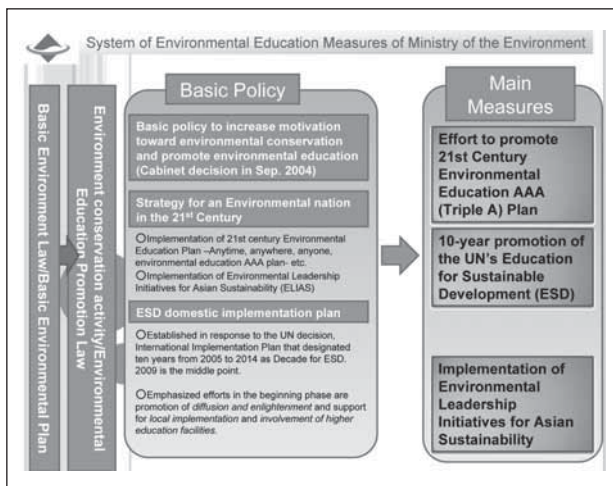 System of Environmental Education Measures of Ministry of the Environment
Basic Environment Law/Basic Environmental Plan
Environment conservation activity/Environmental
Education Promotion Law
Basic Policy
Basic policy to increase motivation
toward environmental conservation
and promote environmental education
(Cabinet decision in Sep. 2004)
Strategy for an Environmental nation
in the 21st Century
○Implementation of 21st century Environmental
Education Plan –Anytime, anywhere, anyone,
environmental education AAA plan- etc.
○Implementation of Environmental Leadership
Initiatives for Asian Sustainability (ELIAS)
ESD domestic implementation plan
○Established in response to the UN decision,
International Implementation Plan that designated
ten years from 2005 to 2014 as Decade for ESD.
2009 is the middle point.
○Emphasized efforts in the beginning phase are
promotion of diffusion and enlightenment and support
for local implementation and involvement of higher
education facilities.
Main
Measures
Effort to promote
21st Century
Environmental
Education AAA
(Triple A) Plan
10-year promotion of
the UN's Education
for Sustainable
Development (ESD)
Implementation of
Environmental
Leadership
Initiatives for Asian
Sustainability